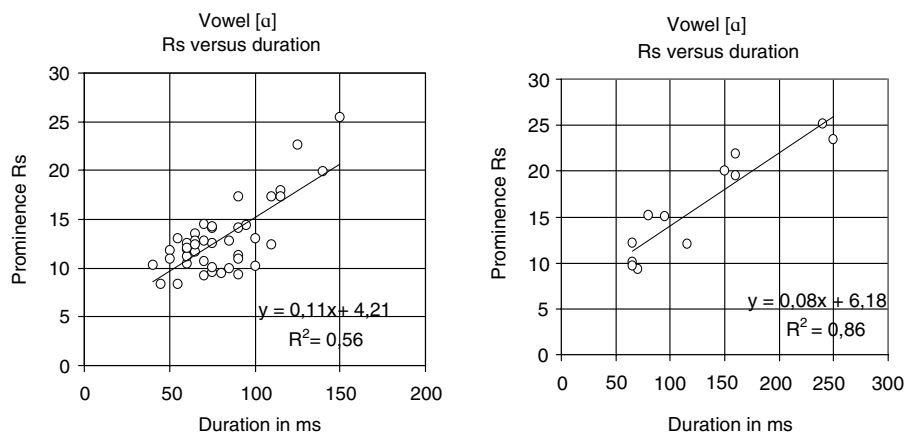 Vowel [ɑ]
Rs versus duration
30
25
20
15
10
5
0
Prominence Rs
y = 0,11x+ 4,21
R²= 0,56
0 50 100 150 200
Duration in ms
Vowel [ɑ]
Rs versus duration
30
25
20
15
10
5
0
Prominence Rs
y = 0,08x + 6,18
R² = 0,86
0 50 100 150 200 250 300
Duration in ms